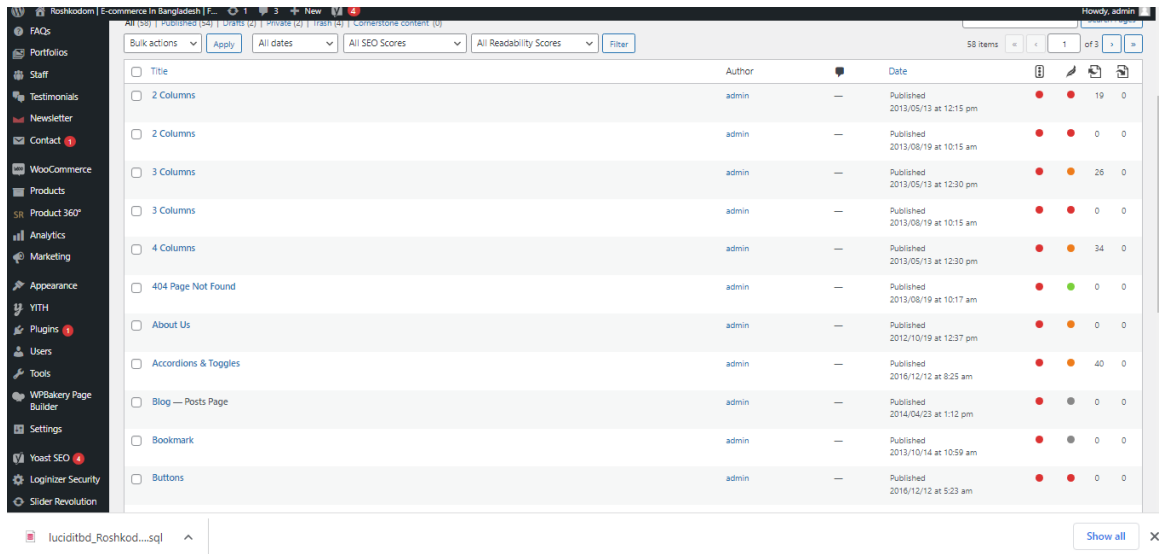 Roshkodom | E-commerce In Bangladesh | F... 1 3 + New 4 Howdy, admin
All (58) | Published (54) | Drafts (2) | Private (2) | Trash (4) | Cornerstone content (0) Search Pages
Bulk actions Apply All dates All SEO Scores All Readability Scores Filter 58 items « ‹ 1 of 3 › »
FAQs
Portfolios
Staff
Testimonials
Newsletter
Contact 1
WooCommerce
Products
SR Product 360°
Analytics
Marketing
Appearance
YITH
Plugins 1
Users
Tools
WPBakery Page
Builder
Settings
Yoast SEO 4
Loginizer Security
Slider Revolution
Title Author Date
2 Columns admin — Published 19 0
2013/05/13 at 12:15 pm
2 Columns admin — Published 0 0
2013/08/19 at 10:15 am
3 Columns admin — Published 26 0
2013/05/13 at 12:30 pm
3 Columns admin — Published 0 0
2013/08/19 at 10:15 am
4 Columns admin — Published 34 0
2013/05/13 at 12:30 pm
404 Page Not Found admin — Published 0 0
2013/08/19 at 10:17 am
About Us admin — Published 0 0
2012/10/19 at 12:37 pm
Accordions & Toggles admin — Published 40 0
2016/12/12 at 8:25 am
Blog — Posts Page admin — Published 0 0
2014/04/23 at 1:12 pm
Bookmark admin — Published 0 0
2013/10/14 at 10:59 am
Buttons admin — Published 0 0
2016/12/12 at 5:23 am
luciditbd_Roshkod....sql Show all